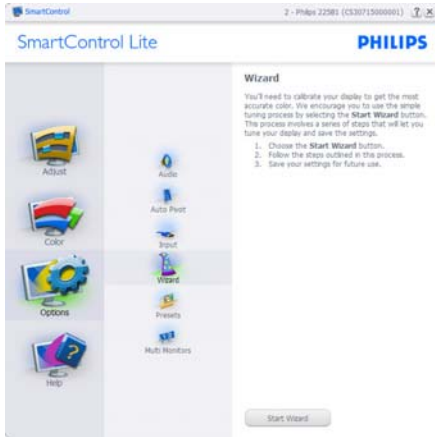 SmartControl
2 - Philips 225B1 (CS30715000001)
SmartControl Lite
PHILIPS
Adjust
Color
Options
Help
Audio
Auto Pivot
Input
Wizard
Presets
Multi Monitors
Wizard
You'll need to calibrate your display to get the most
accurate color. We encourage you to use the simple
tuning process by selecting the Start Wizard button.
This process involves a series of steps that will let you
tune your display and save the settings.
1. Choose the Start Wizard button.
2. Follow the steps outlined in this process.
3. Save your settings for future use.
Start Wizard